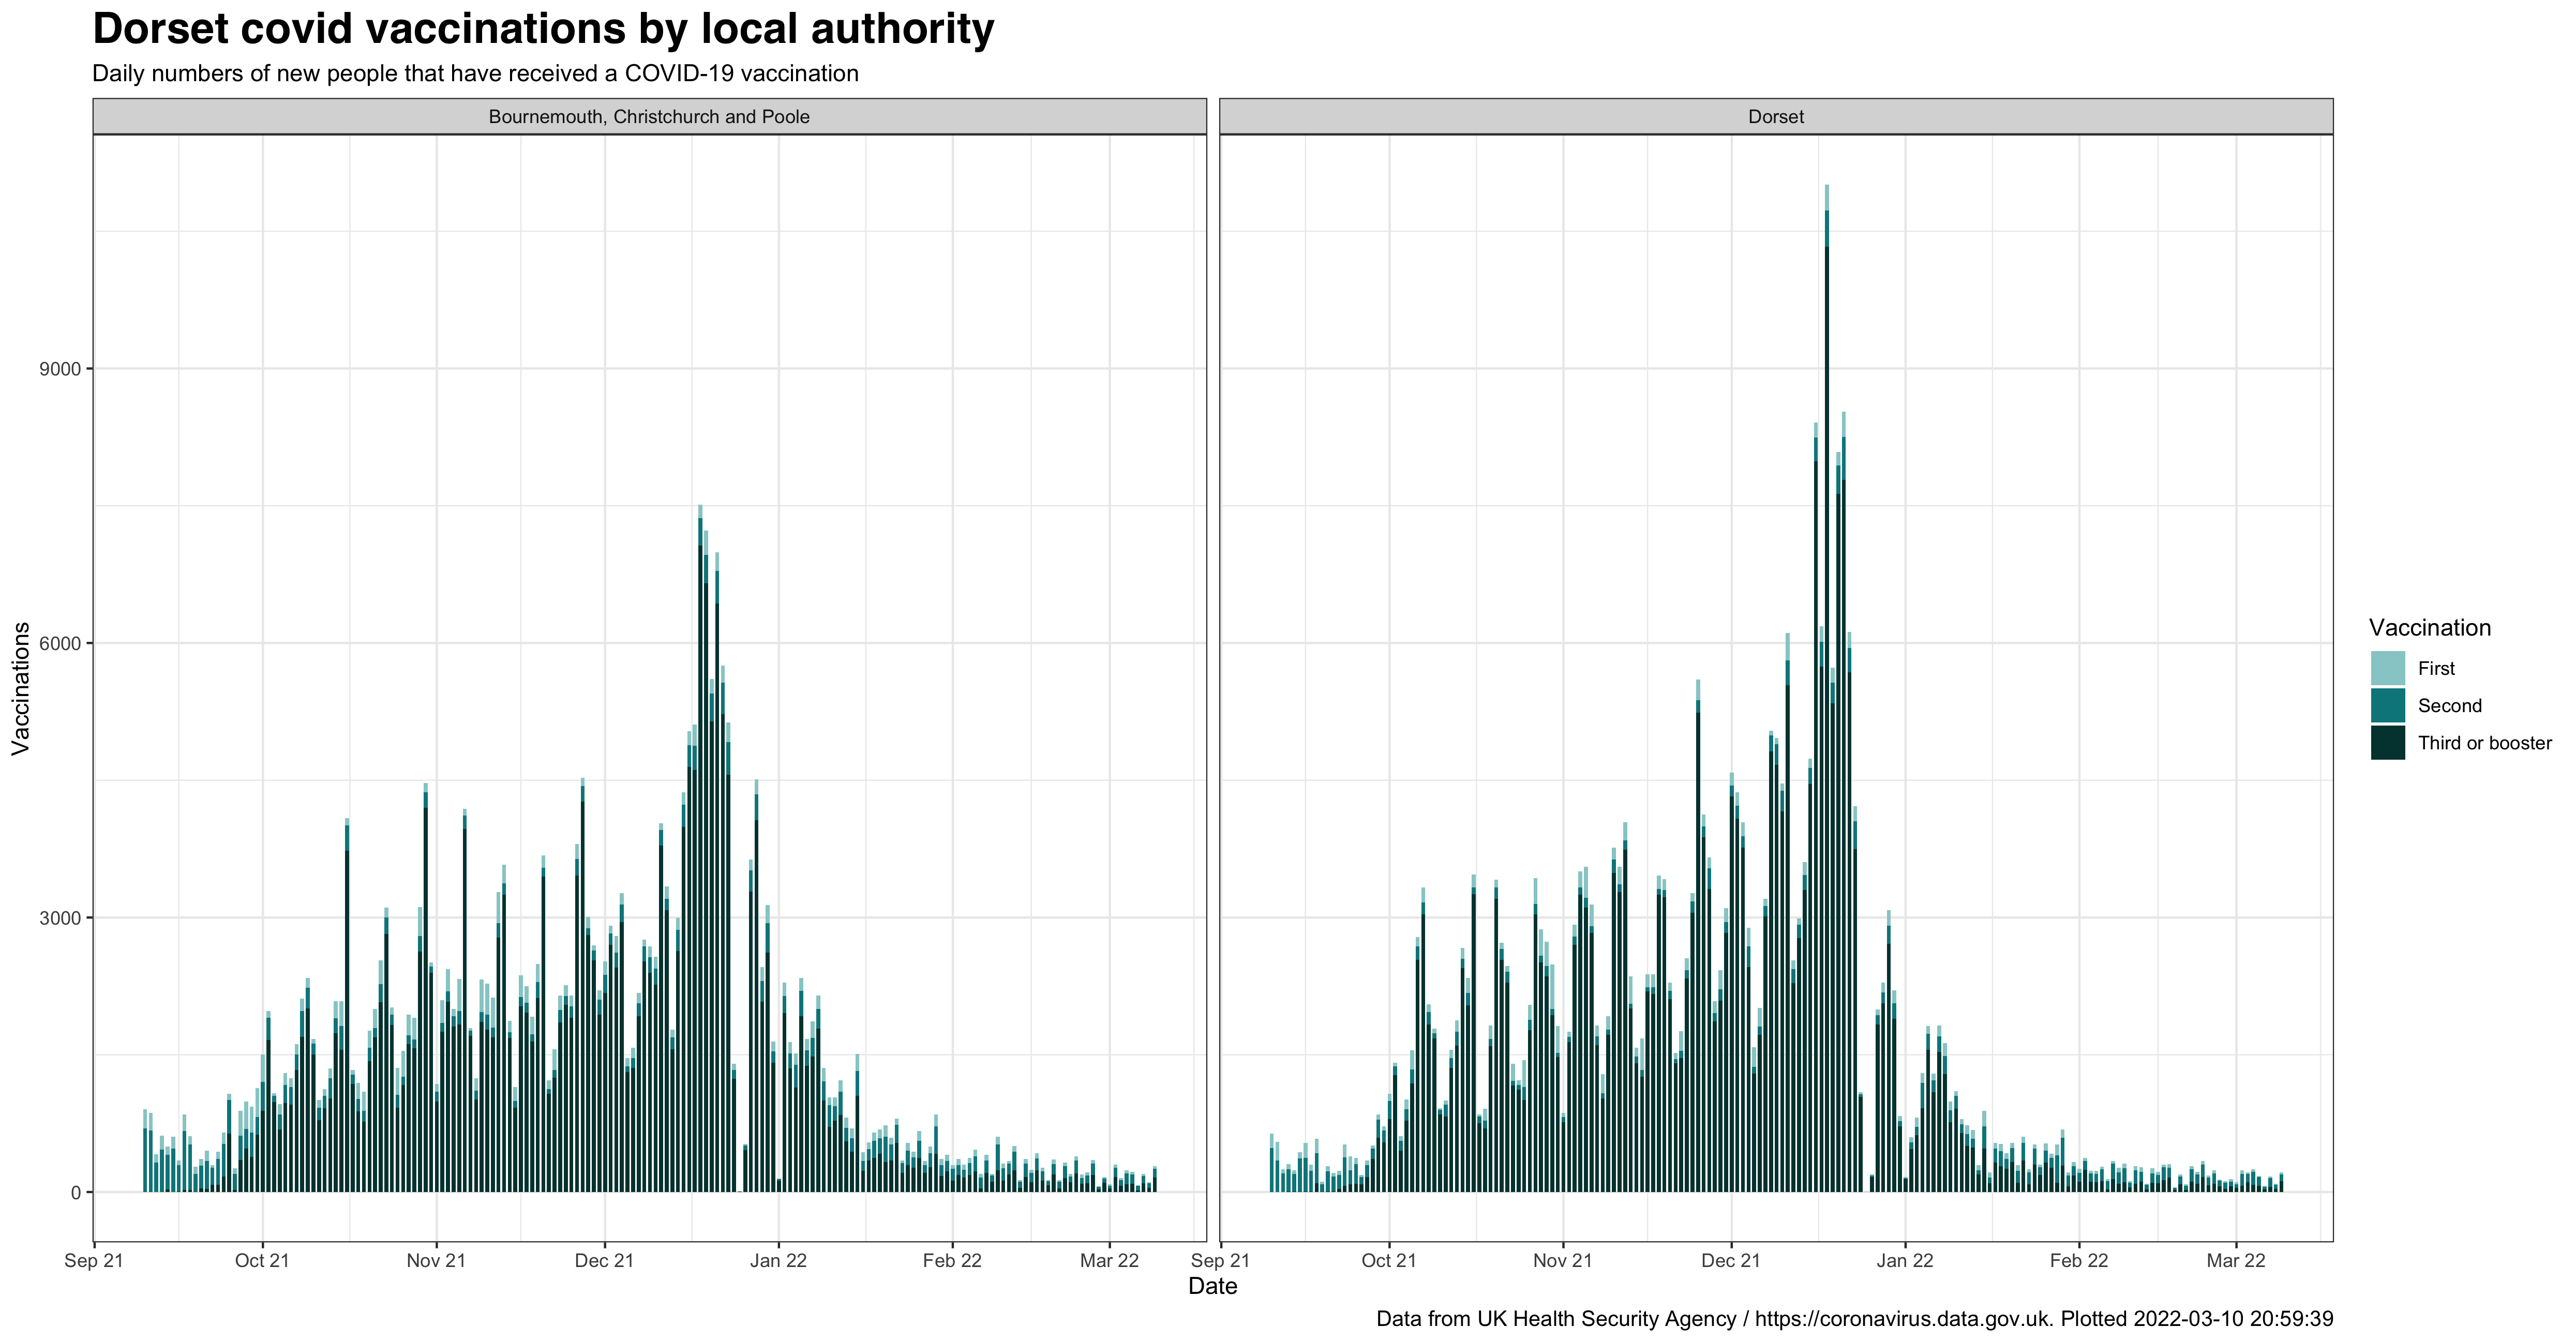 Dorset covid vaccinations by local authority
Daily numbers of new people that have received a COVID-19 vaccination
Bournemouth, Christchurch and Poole
Dorset
Vaccinations
9000
6000
3000
0
Sep 21
Oct 21
Nov 21
Dec 21
Jan 22
Feb 22
Mar 22
Sep 21
Oct 21
Nov 21
Dec 21
Jan 22
Feb 22
Mar 22
Date
Vaccination
First
Second
Third or booster
Data from UK Health Security Agency / https://coronavirus.data.gov.uk. Plotted 2022-03-10 20:59:39